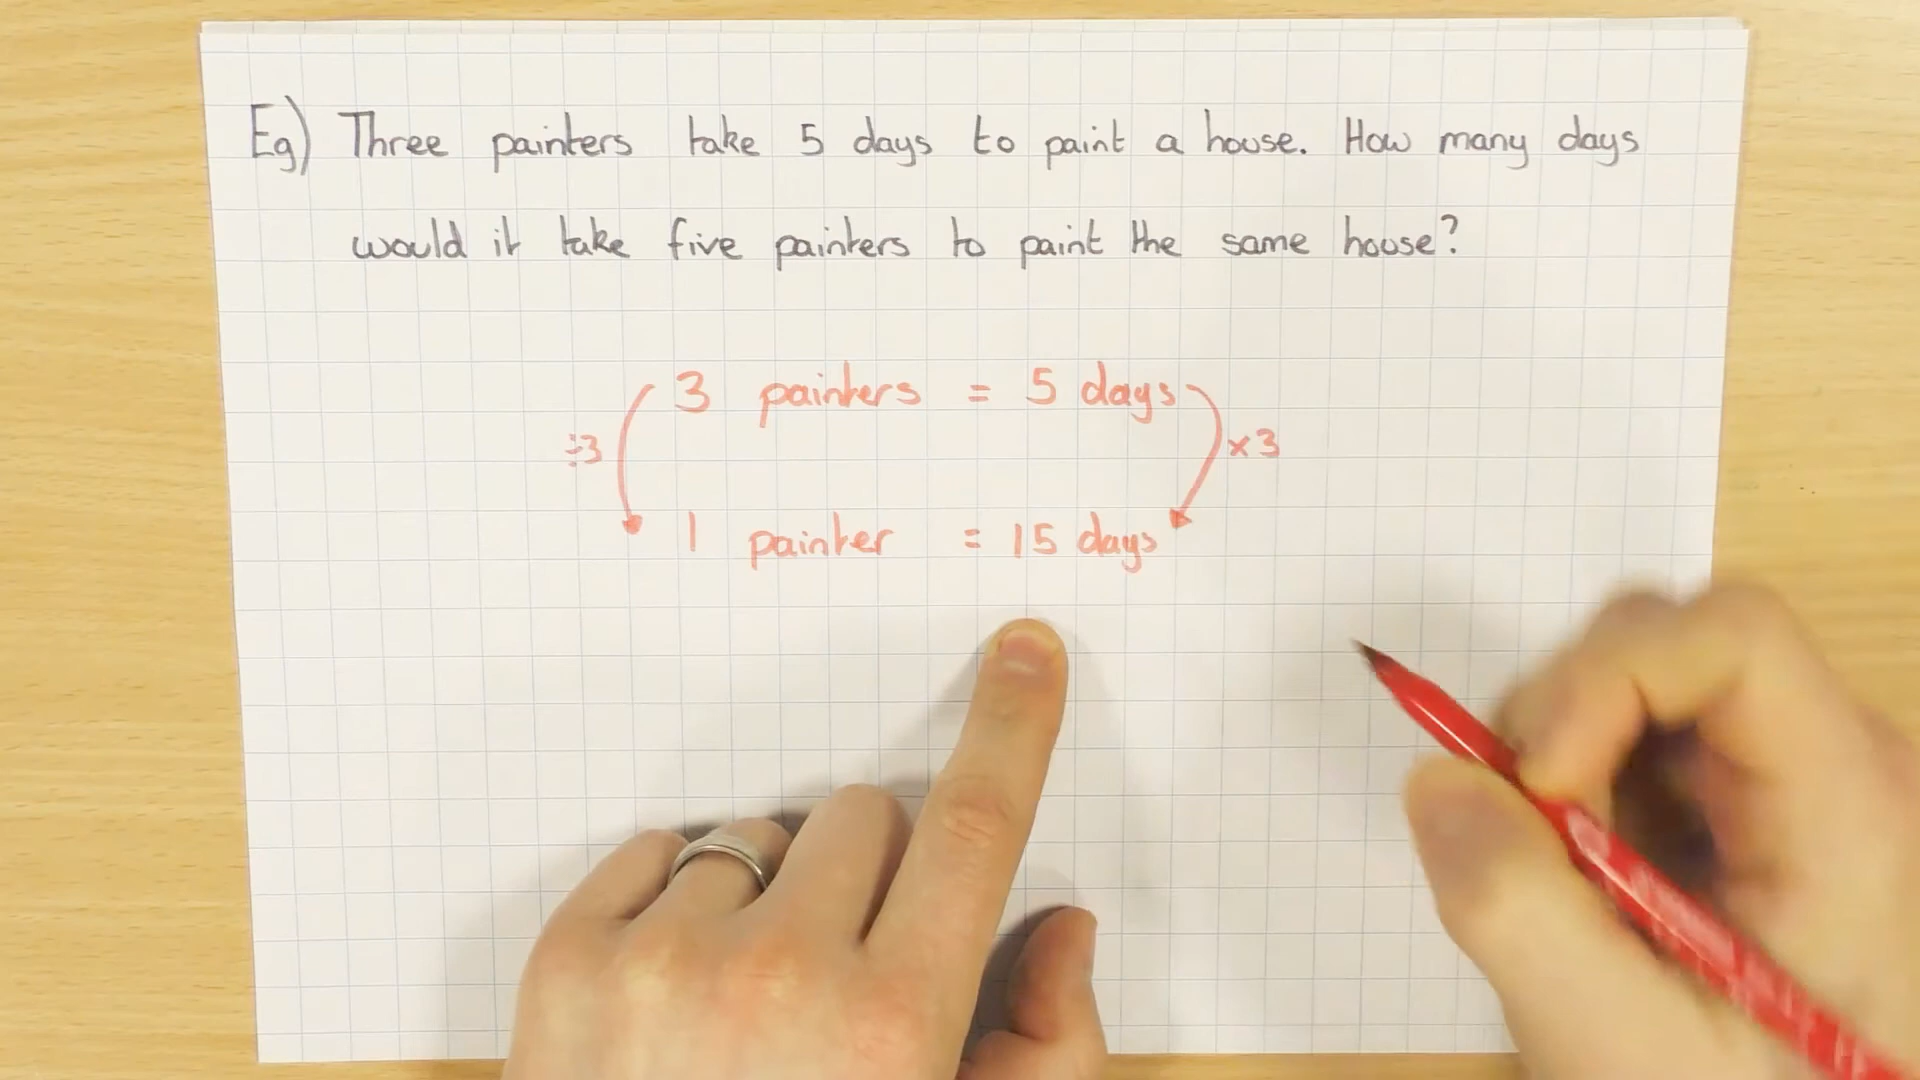 Eg) Three painters take 5 days to paint a house. How many days
would it take five painters to paint the same house?
3 painters = 5 days
÷3 ×3
1 painter = 15 days